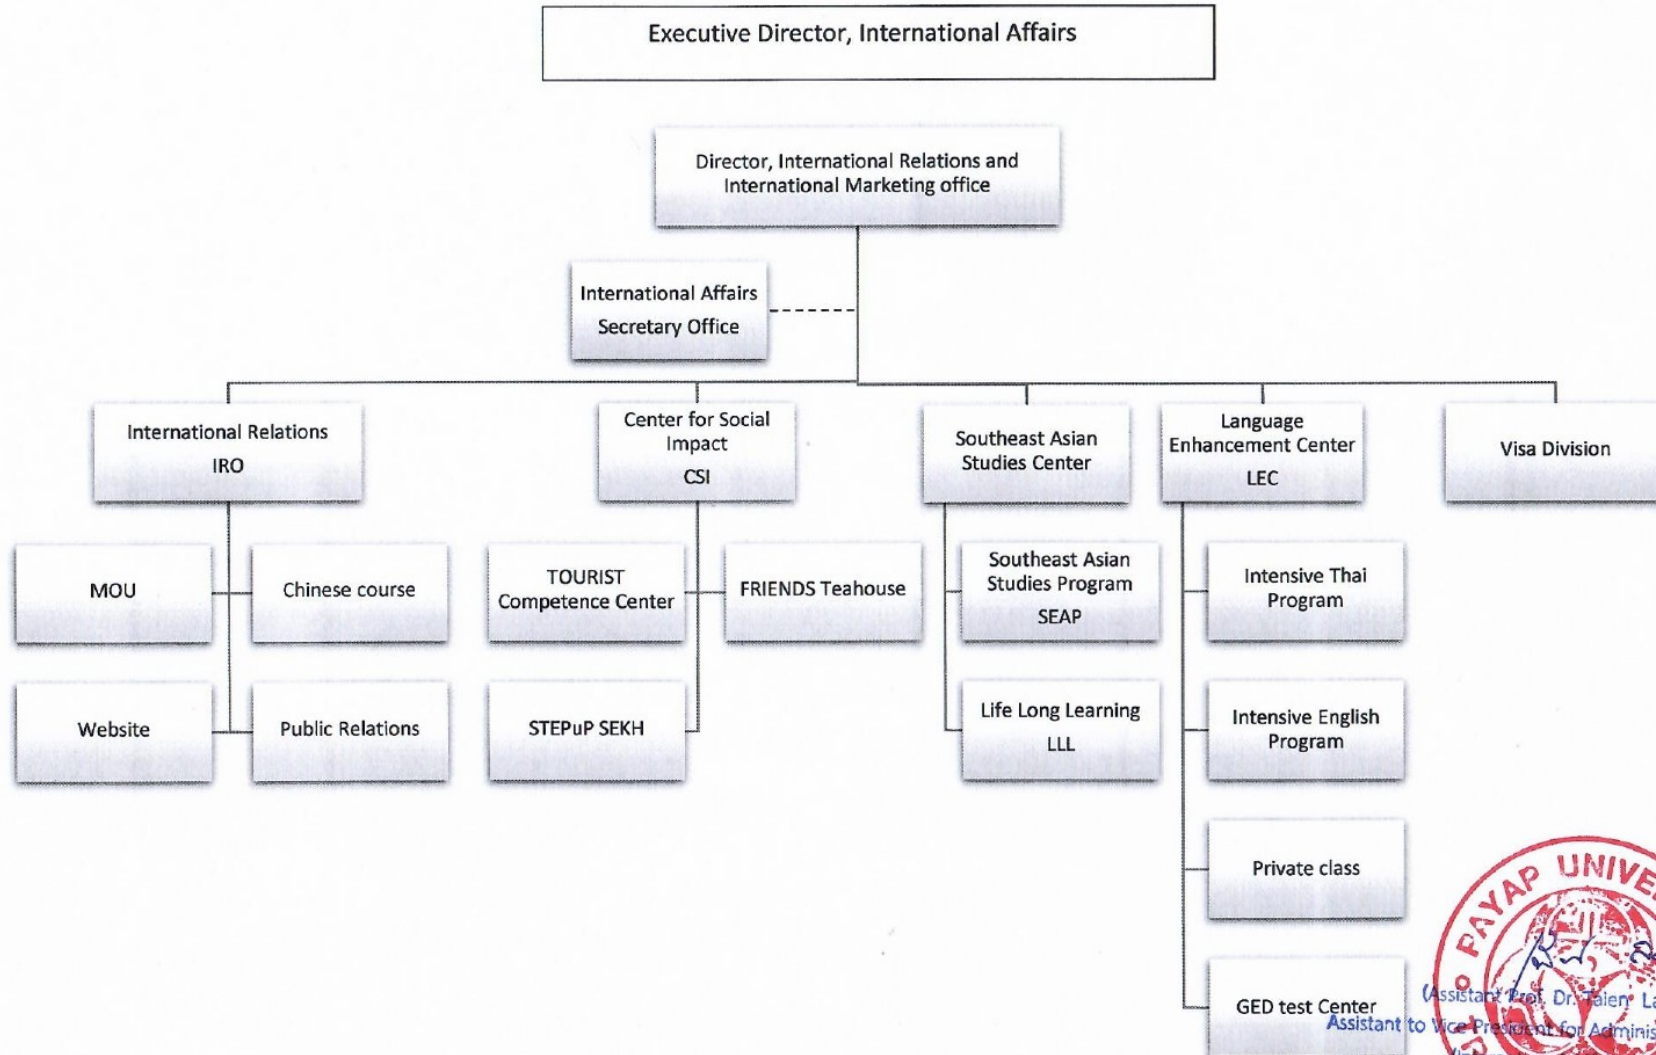 Executive Director, International Affairs
Director, International Relations and
International Marketing office
International Affairs
Secretary Office
International Relations
IRO
Center for Social
Impact
CSI
Southeast Asian
Studies Center
Language
Enhancement Center
LEC
Visa Division
MOU
Chinese course
TOURIST
Competence Center
FRIENDS Teahouse
Southeast Asian
Studies Program
SEAP
Intensive Thai
Program
Website
Public Relations
STEPuP SEKH
Life Long Learning
LLL
Intensive English
Program
Private class
GED test Center
PAYAP
(Assistant Prof. Dr.
Assistant to Vice President for